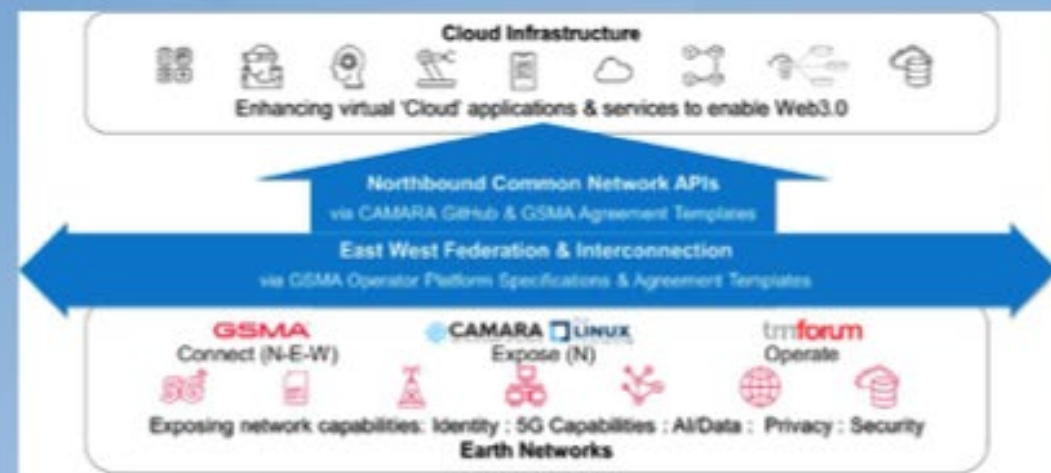 Cloud Infrastructure
Enhancing virtual 'Cloud' applications & services to enable Web3.0
Northbound Common Network APIs
via CAMARA GitHub & GSMA Agreement Templates
East West Federation & Interconnection
via GSMA Operator Platform Specifications & Agreement Templates
GSMA CAMARA LINUX tmforum
Connect (N-E-W) Expose (N) Operate
5G
Exposing network capabilities: Identity : 5G Capabilities : AI/Data : Privacy : Security
Earth Networks